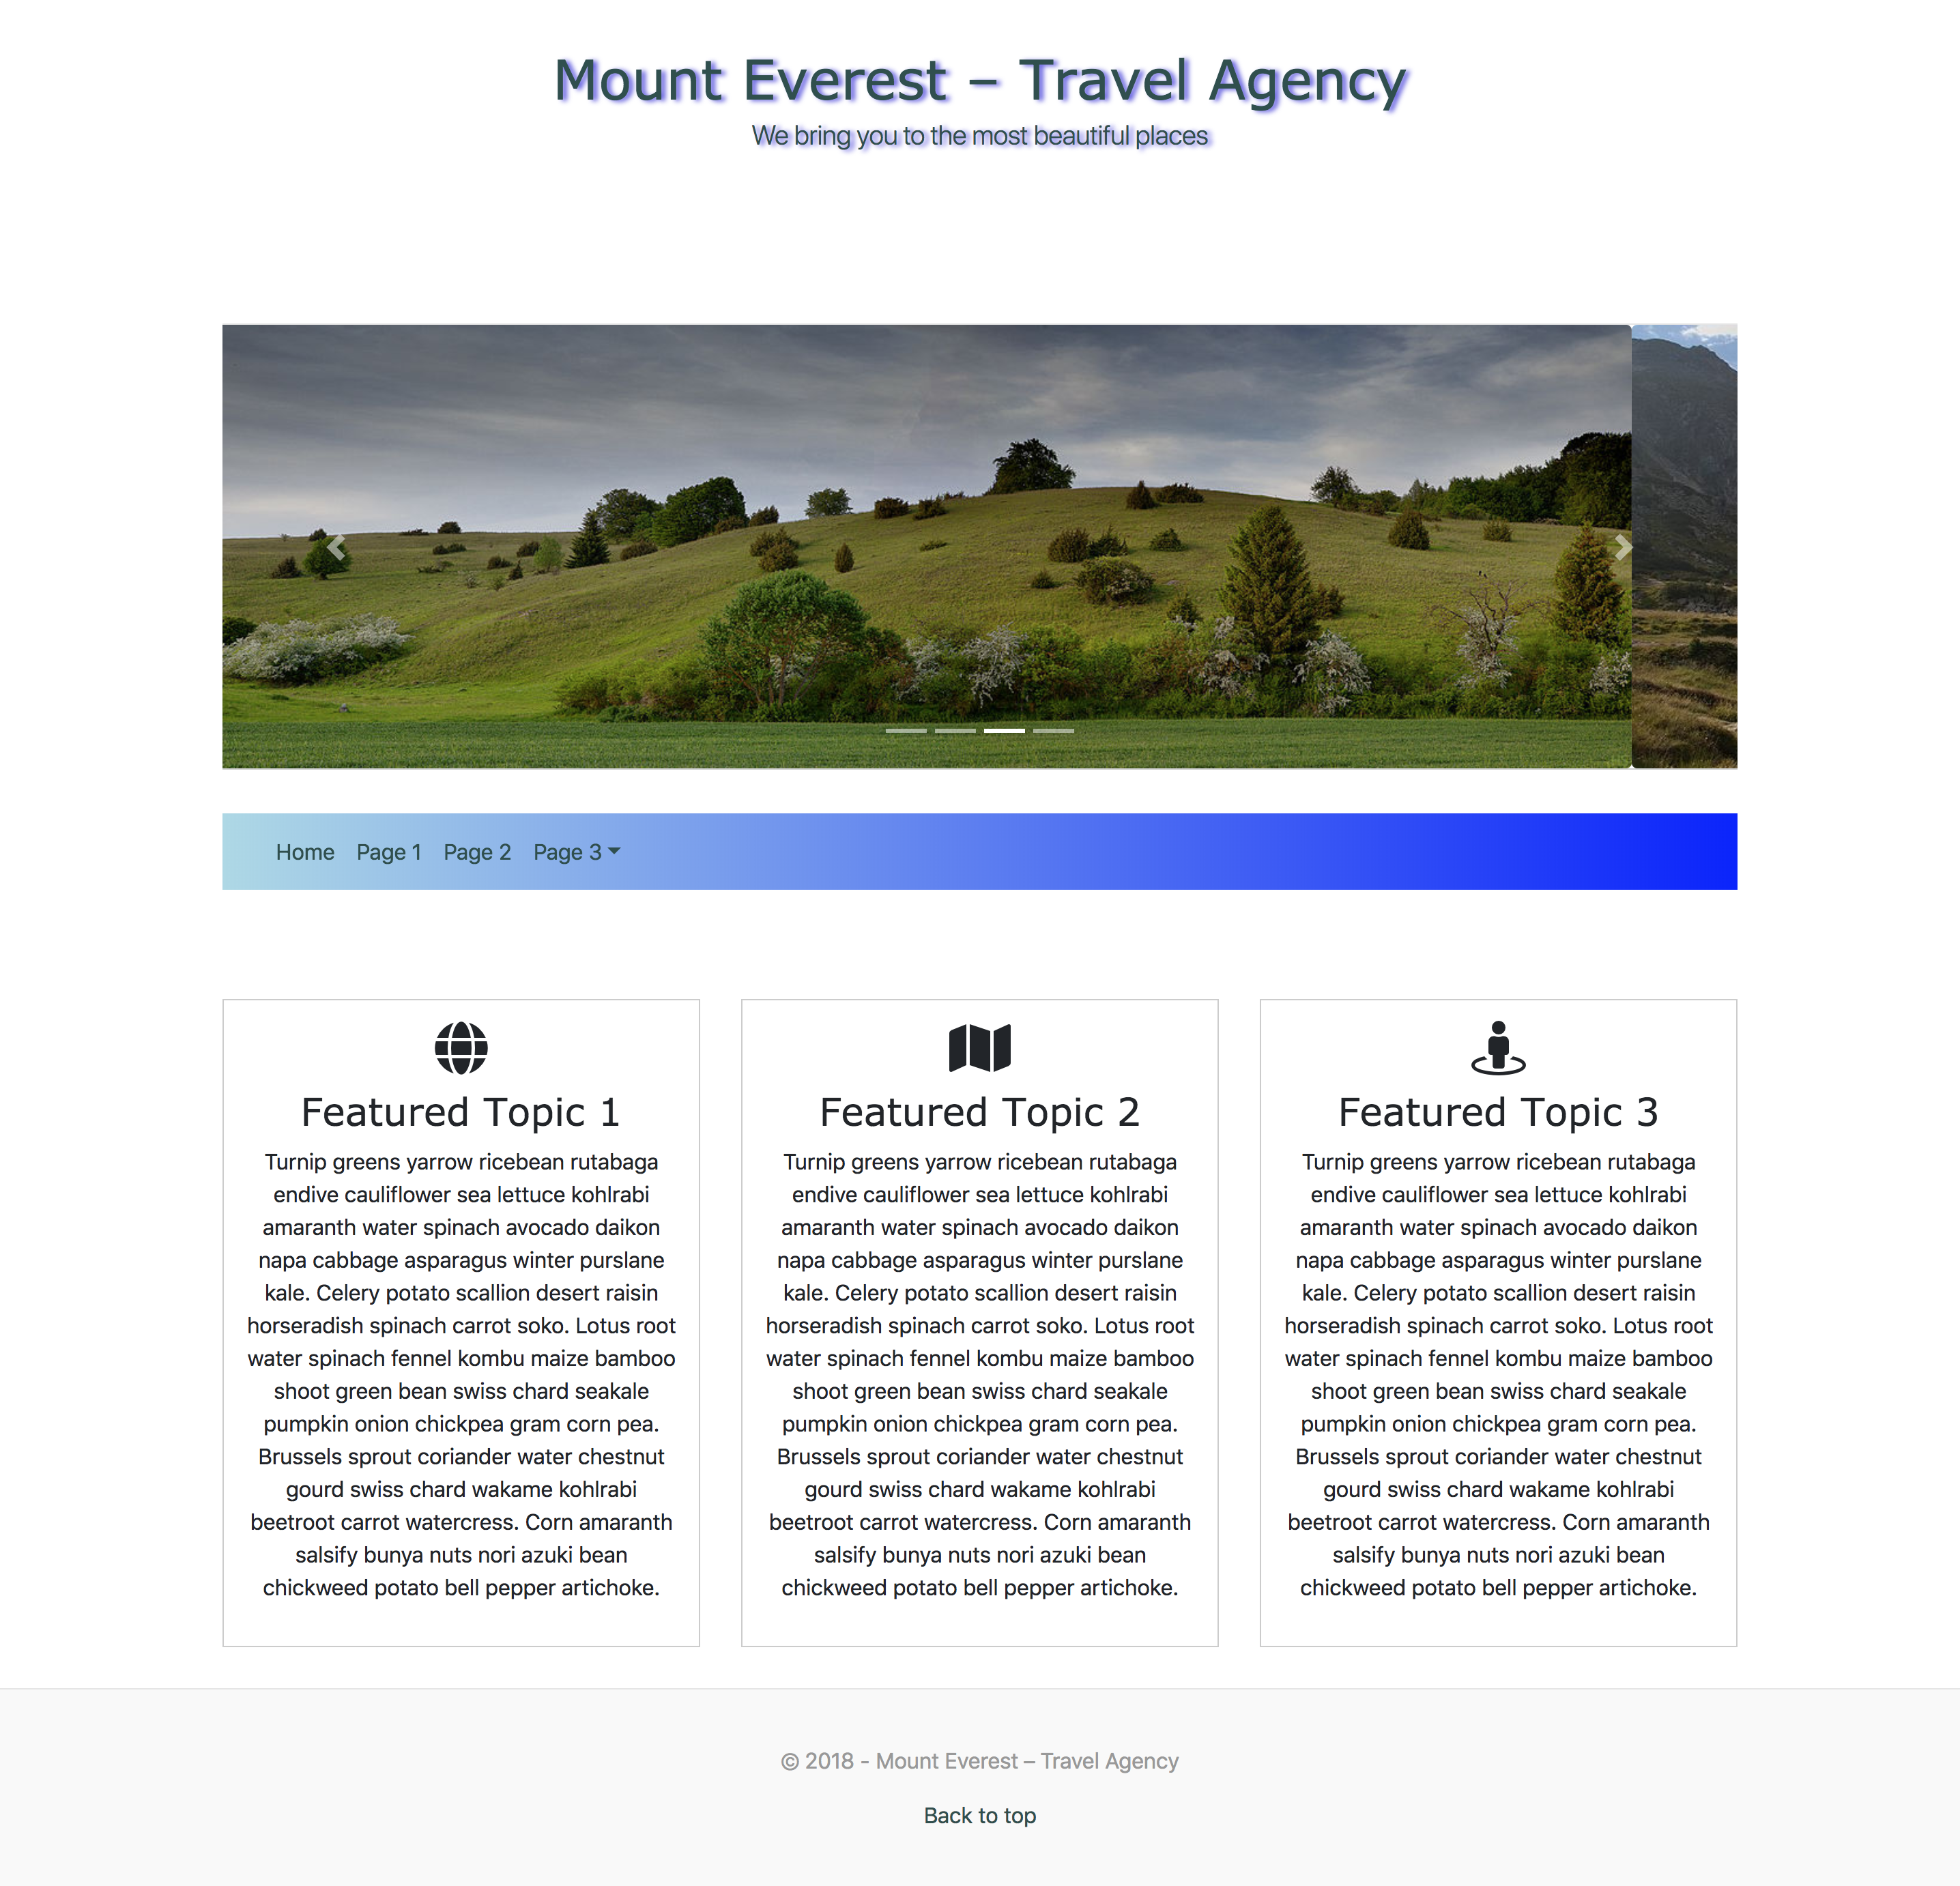 Mount Everest – Travel Agency
We bring you to the most beautiful places
Home Page 1 Page 2 Page 3
Featured Topic 1
Turnip greens yarrow ricebean rutabaga
endive cauliflower sea lettuce kohlrabi
amaranth water spinach avocado daikon
napa cabbage asparagus winter purslane
kale. Celery potato scallion desert raisin
horseradish spinach carrot soko. Lotus root
water spinach fennel kombu maize bamboo
shoot green bean swiss chard seakale
pumpkin onion chickpea gram corn pea.
Brussels sprout coriander water chestnut
gourd swiss chard wakame kohlrabi
beetroot carrot watercress. Corn amaranth
salsify bunya nuts nori azuki bean
chickweed potato bell pepper artichoke.
Featured Topic 2
Turnip greens yarrow ricebean rutabaga
endive cauliflower sea lettuce kohlrabi
amaranth water spinach avocado daikon
napa cabbage asparagus winter purslane
kale. Celery potato scallion desert raisin
horseradish spinach carrot soko. Lotus root
water spinach fennel kombu maize bamboo
shoot green bean swiss chard seakale
pumpkin onion chickpea gram corn pea.
Brussels sprout coriander water chestnut
gourd swiss chard wakame kohlrabi
beetroot carrot watercress. Corn amaranth
salsify bunya nuts nori azuki bean
chickweed potato bell pepper artichoke.
Featured Topic 3
Turnip greens yarrow ricebean rutabaga
endive cauliflower sea lettuce kohlrabi
amaranth water spinach avocado daikon
napa cabbage asparagus winter purslane
kale. Celery potato scallion desert raisin
horseradish spinach carrot soko. Lotus root
water spinach fennel kombu maize bamboo
shoot green bean swiss chard seakale
pumpkin onion chickpea gram corn pea.
Brussels sprout coriander water chestnut
gourd swiss chard wakame kohlrabi
beetroot carrot watercress. Corn amaranth
salsify bunya nuts nori azuki bean
chickweed potato bell pepper artichoke.
© 2018 - Mount Everest – Travel Agency
Back to top